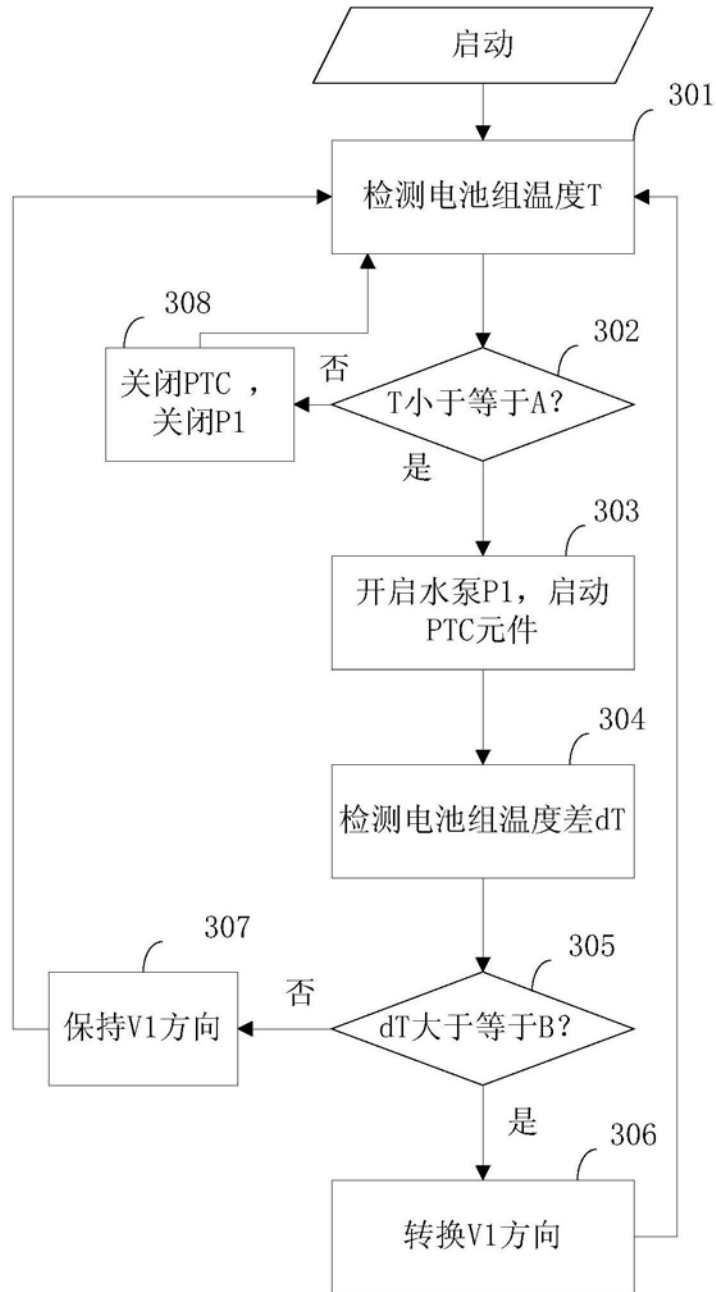 启动
301
检测电池组温度T
308
302
关闭PTC ,
关闭P1
否
T小于等于A?
是
303
开启水泵P1, 启动
PTC元件
304
检测电池组温度差dT
307
305
保持V1方向
否
dT大于等于B?
是
306
转换V1方向